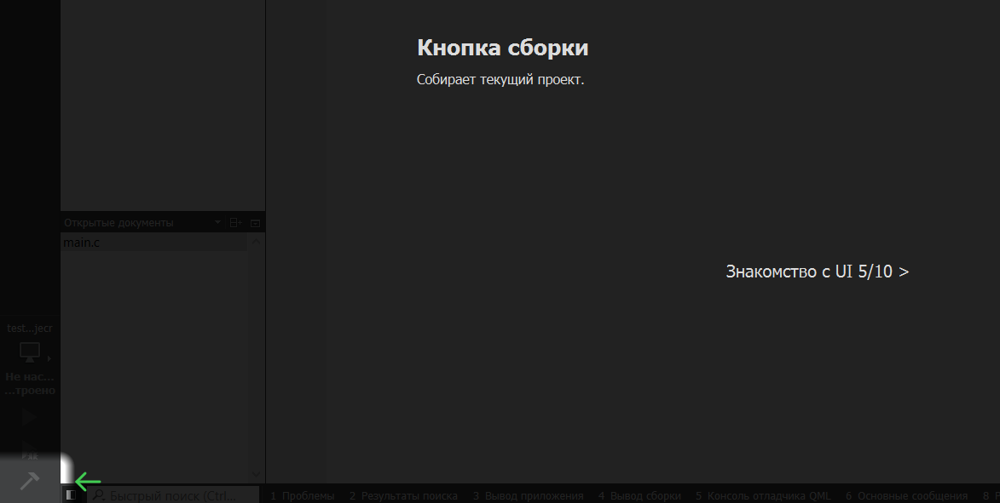 Кнопка сборки
Собирает текущий проект.
Открытые документы
main.c
Знакомство с UI 5/10 >
test...jecr
Не нас...
...троено
Быстрый поиск (Ctrl...
1 Проблемы 2 Результаты поиска 3 Вывод приложения 4 Вывод сборки 5 Консоль отладчика QML 6 Основные сообщения 8